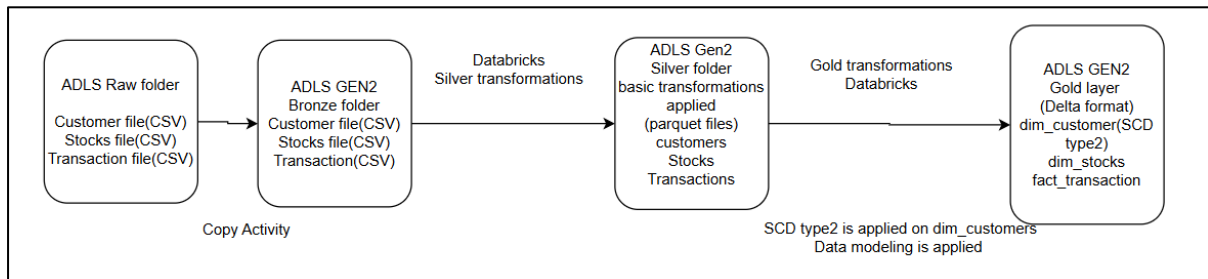 ADLS Raw folder
Customer file(CSV)
Stocks file(CSV)
Transaction file(CSV)
Copy Activity
ADLS GEN2
Bronze folder
Customer file(CSV)
Stocks file(CSV)
Transaction(CSV)
Databricks
Silver transformations
ADLS Gen2
Silver folder
basic transformations
applied
(parquet files)
customers
Stocks
Transactions
Gold transformations
Databricks
SCD type2 is applied on dim_customers
Data modeling is applied
ADLS GEN2
Gold layer
(Delta format)
dim_customer(SCD
type2)
dim_stocks
fact_transaction